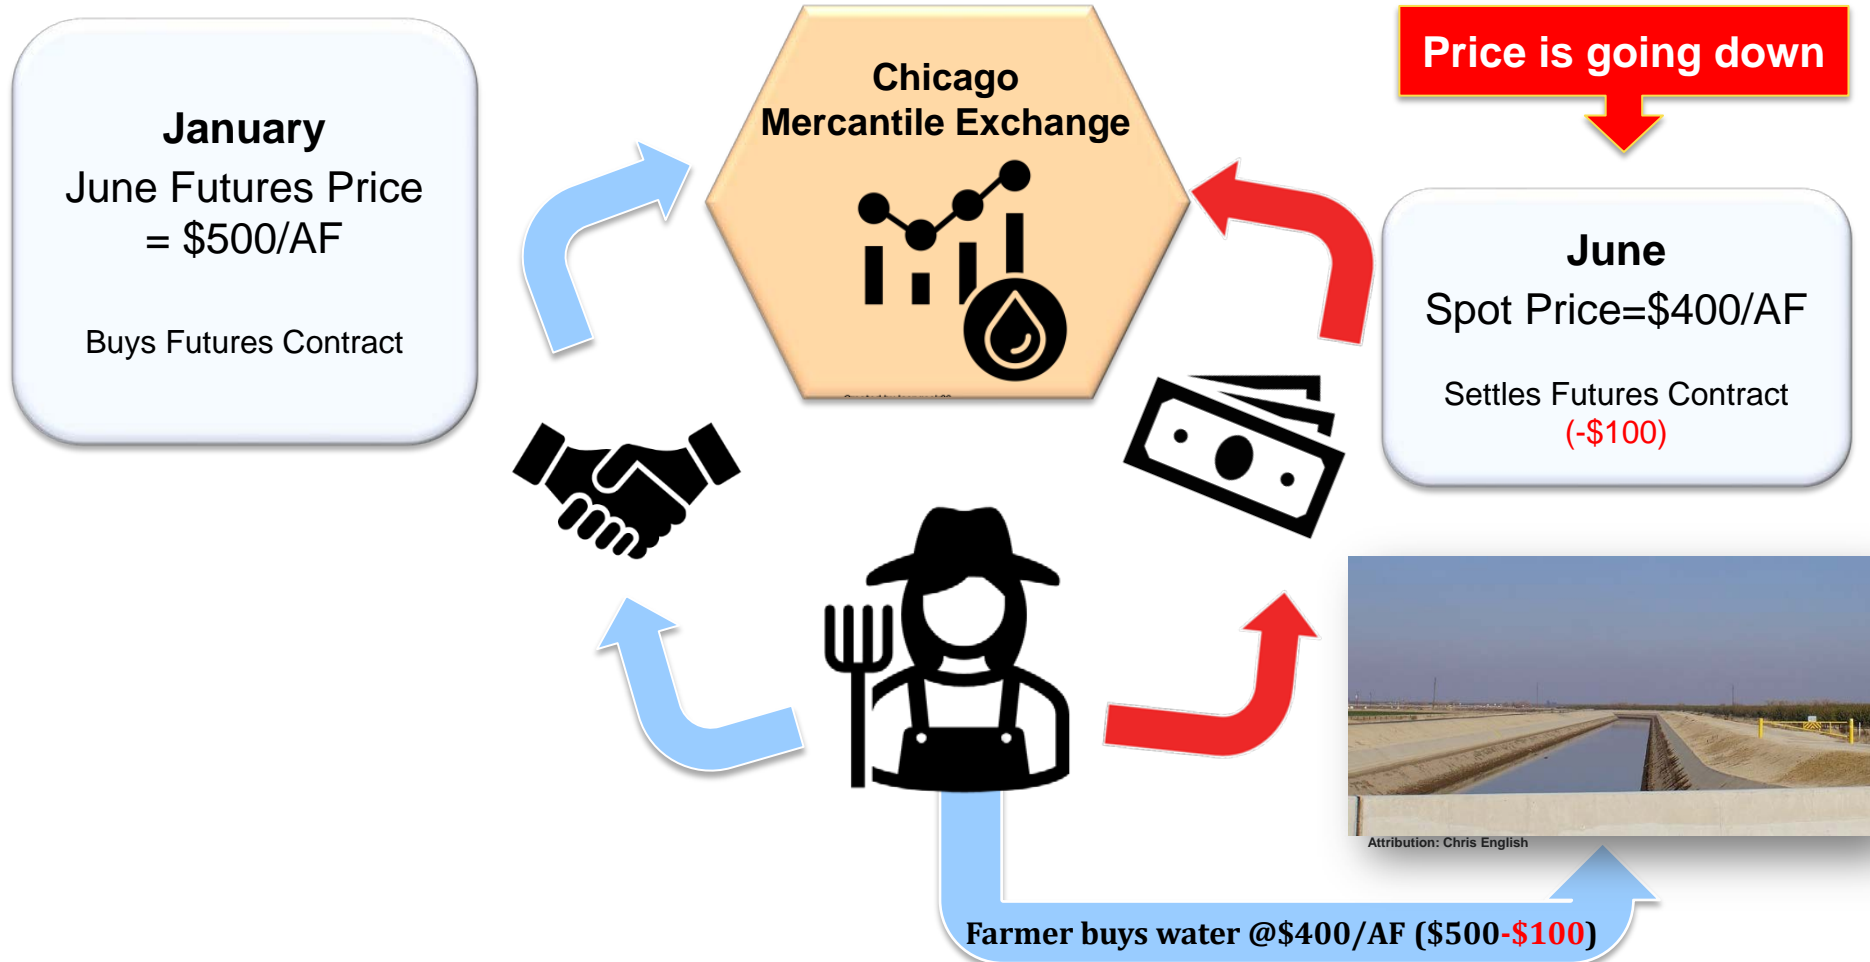 January
June Futures Price
= $500/AF
Buys Futures Contract
Chicago
Mercantile Exchange
Price is going down
June
Spot Price=$400/AF
Settles Futures Contract
(-$100)
Attribution: Chris English
Farmer buys water @$400/AF ($500-$100)